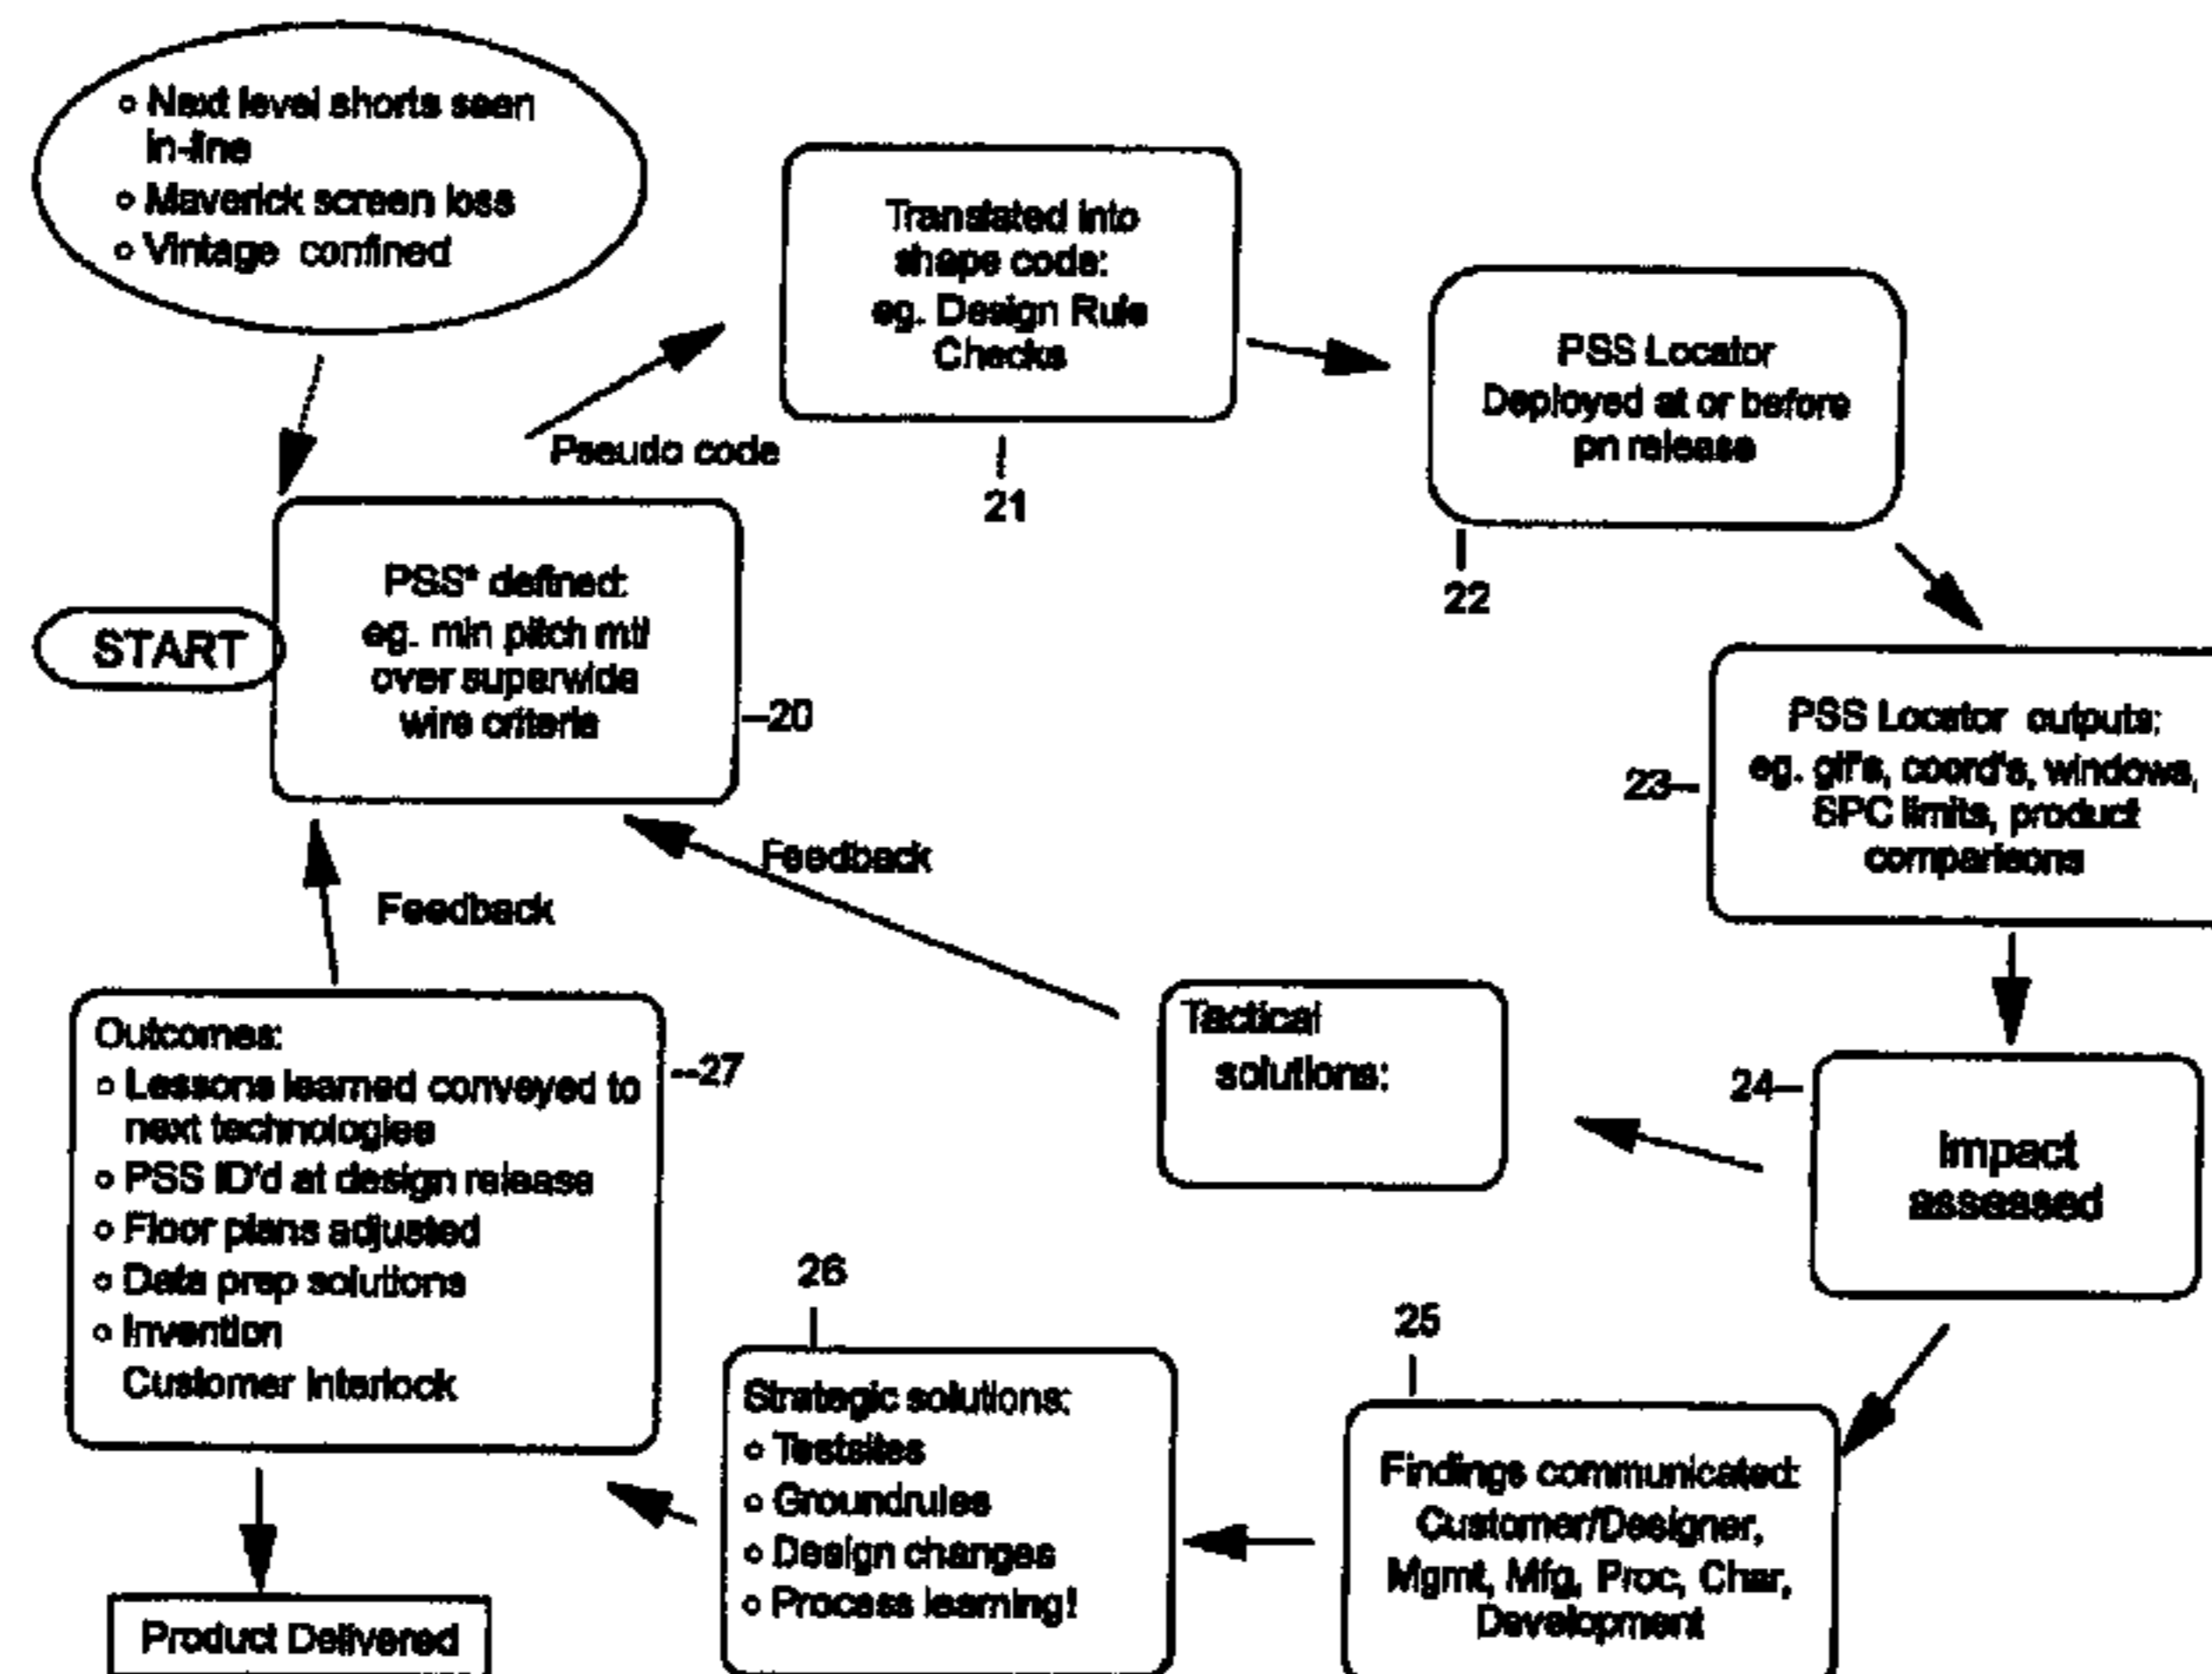 o Next level shorts seen
in-line
o Maverick screen loss
o Vintage confined
Translated into
shape code:
eg. Design Rule
Checks
21
PSS Locator
Deployed at or before
pn release
22
Pseudo code
START
PSS* defined:
eg. min pitch mtl
over superwide
wire criteria
20
PSS Locator outputs:
eg. gif's, coord's, windows,
SPC limits, product
comparisons
23
Feedback
Feedback
Tactical
solutions:
Impact
assessed
24
Outcomes:
o Lessons learned conveyed to
next technologies
o PSS ID'd at design release
o Floor plans adjusted
o Data prep solutions
o Invention
Customer Interlock
27
26
Strategic solutions:
o Testsites
o Groundrules
o Design changes
o Process learning!
25
Findings communicated:
Customer/Designer,
Mgmt, Mfg, Proc, Char,
Development
Product Delivered